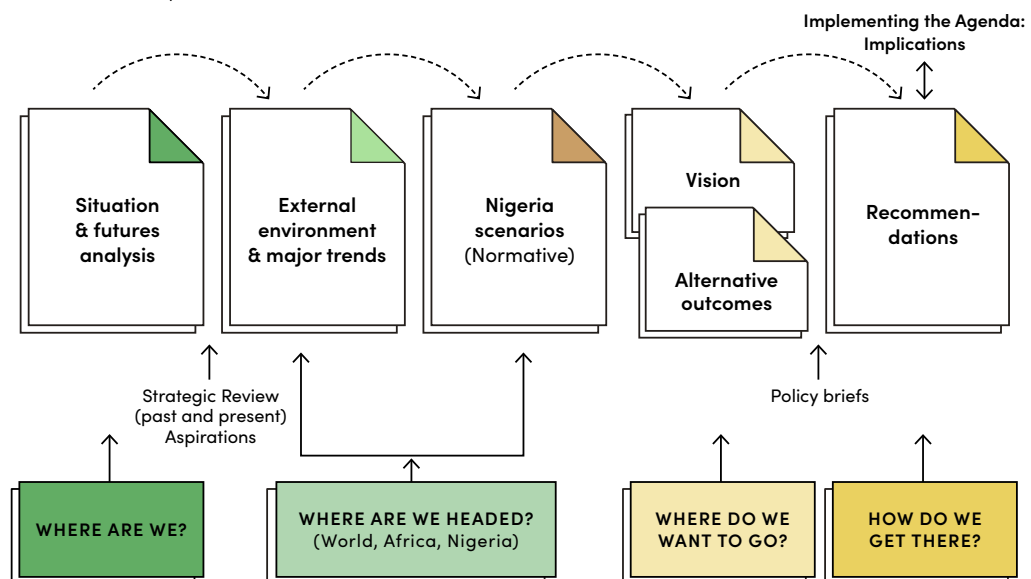 Implementing the Agenda:
Implications
Situation
& futures
analysis
External
environment
& major trends
Nigeria
scenarios
(Normative)
Vision
Alternative
outcomes
Recommen-
dations
Strategic Review
(past and present)
Aspirations
Policy briefs
WHERE ARE WE?
WHERE ARE WE HEADED?
(World, Africa, Nigeria)
WHERE DO WE
WANT TO GO?
HOW DO WE
GET THERE?